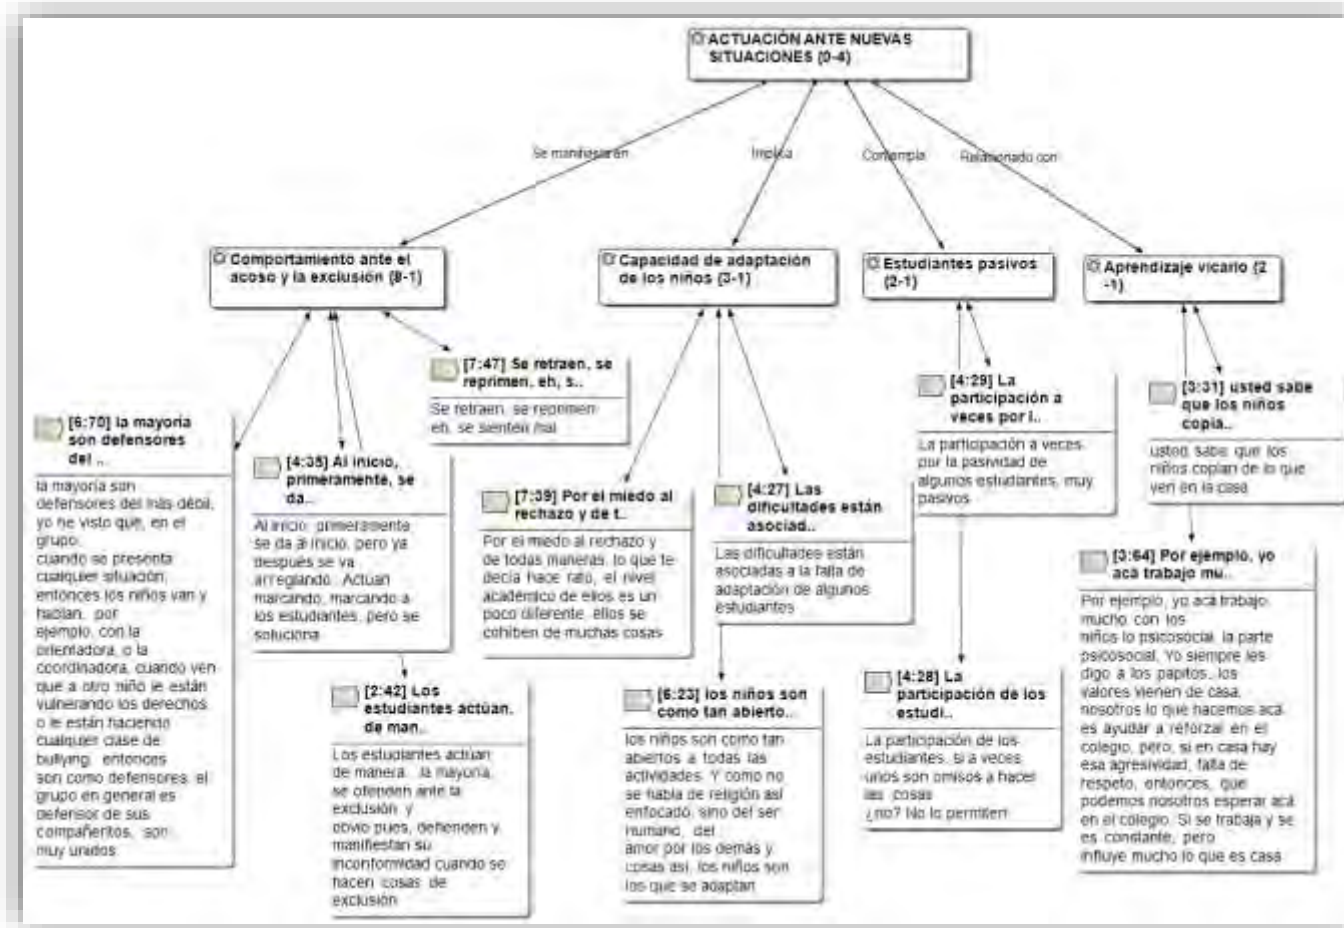 ACTUACIÓN ANTE NUEVAS
SITUACIONES (0-4)
Se manifiesta en
Implica
Contempla
Relacionado con
Comportamiento ante el
acoso y la exclusión (8-1)
Capacidad de adaptación
de los niños (3-1)
Estudiantes pasivos
(2-1)
Aprendizaje vicario (2
-1)
[7:47] Se retraen, se
reprimen, eh, s..
Se retraen, se reprimen
eh, se sienten mal
[6:70] la mayoría
son defensores
del ..
la mayoría son
defensores del más débil,
yo he visto que, en el
grupo,
cuando se presenta
cualquier situación,
entonces los niños van y
hablan, por
ejemplo, con la
orientadora, o la
coordinadora, cuando ven
que a otro niño le están
vulnerando los derechos
o le están haciendo
cualquier clase de
bullying, entonces
son como defensores, el
grupo en general es
defensor de sus
compañeritos, son
muy unidos
[4:35] Al inicio,
primeramente, se
da..
Al inicio, primeramente
se da al inicio, pero ya
después se va
arreglando. Actúan
marcando, marcando a
los estudiantes, pero se
soluciona
[2:42] Los
estudiantes actúan.
de man..
Los estudiantes actúan
de manera.. la mayoría,
se ofenden ante la
exclusión y
obvio pues, defienden y
manifiestan su
inconformidad cuando se
hacen cosas de
exclusión
[7:39] Por el miedo al
rechazo y de t..
Por el miedo al rechazo y
de todas maneras, lo que te
decía hace rato, el nivel
académico de ellos es un
poco diferente, ellos se
cohíben de muchas cosas
[4:27] Las
dificultades están
asociad..
Las dificultades están
asociadas a la falta de
adaptación de algunos
estudiantes
[6:23] los niños son
como tan abierto..
los niños son como tan
abiertos a todas las
actividades. Y como no
se habla de religión así
enfocado, sino del ser
humano, del
amor por los demás y
cosas así, los niños son
los que se adaptan
[4:29] La
participación a
veces por l..
La participación a veces
por la pasividad de
algunos estudiantes, muy
pasivos
[4:28] La
participación de los
estudi..
La participación de los
estudiantes, si a veces
unos son omisos a hacer
las cosas
¿no? No lo permiten
[3:31] usted sabe
que los niños
copia..
usted sabe que los
niños copian de lo que
ven en la casa
[3:64] Por ejemplo, yo
acá trabajo mu..
Por ejemplo, yo acá trabajo
mucho con los
niños lo psicosocial, la parte
psicosocial. Yo siempre les
digo a los papitos, los
valores vienen de casa,
nosotros lo que hacemos acá
es ayudar a reforzar en el
colegio, pero, si en casa hay
esa agresividad, falta de
respeto, entonces, que
podemos nosotros esperar acá
en el colegio. Si se trabaja y se
es constante, pero
influye mucho lo que es casa